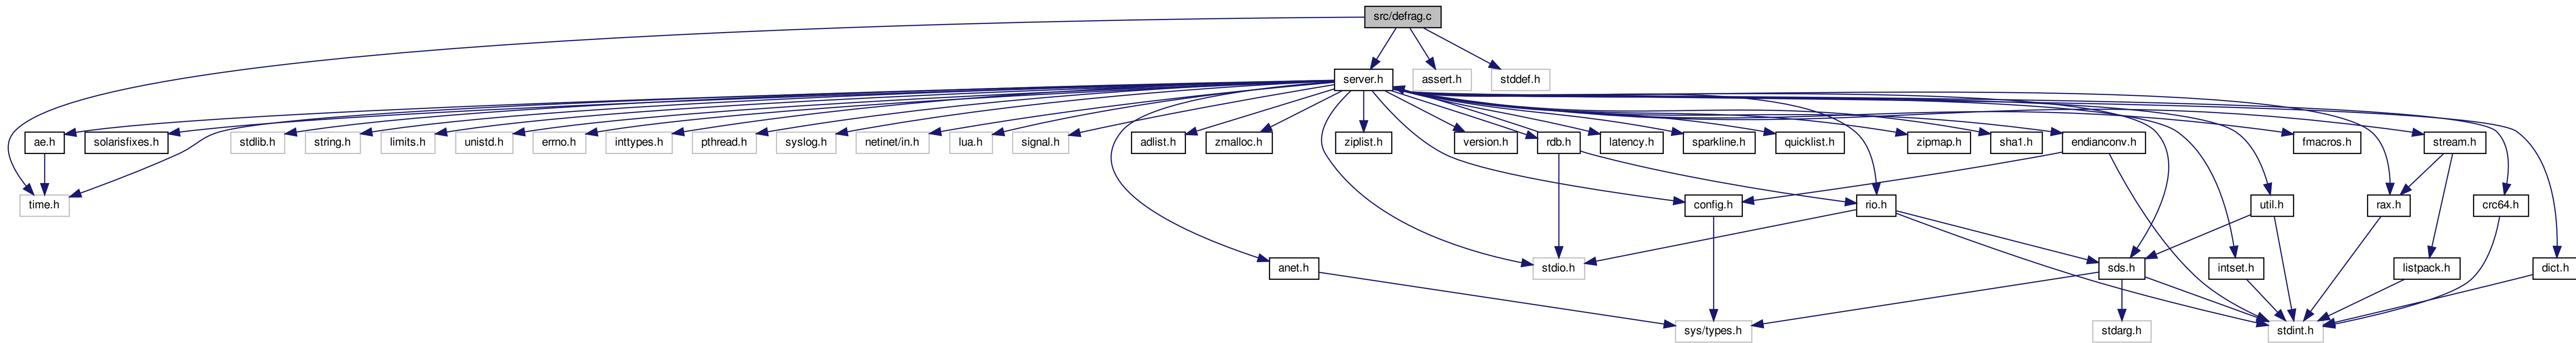 src/defrag.c
server.h
assert.h
stddef.h
ae.h
solarisfixes.h
stdlib.h
string.h
limits.h
unistd.h
errno.h
inttypes.h
pthread.h
syslog.h
netinet/in.h
lua.h
signal.h
adlist.h
zmalloc.h
ziplist.h
version.h
rdb.h
latency.h
sparkline.h
quicklist.h
zipmap.h
sha1.h
endianconv.h
fmacros.h
stream.h
time.h
config.h
rio.h
util.h
rax.h
crc64.h
anet.h
stdio.h
sds.h
intset.h
listpack.h
dict.h
sys/types.h
stdarg.h
stdint.h